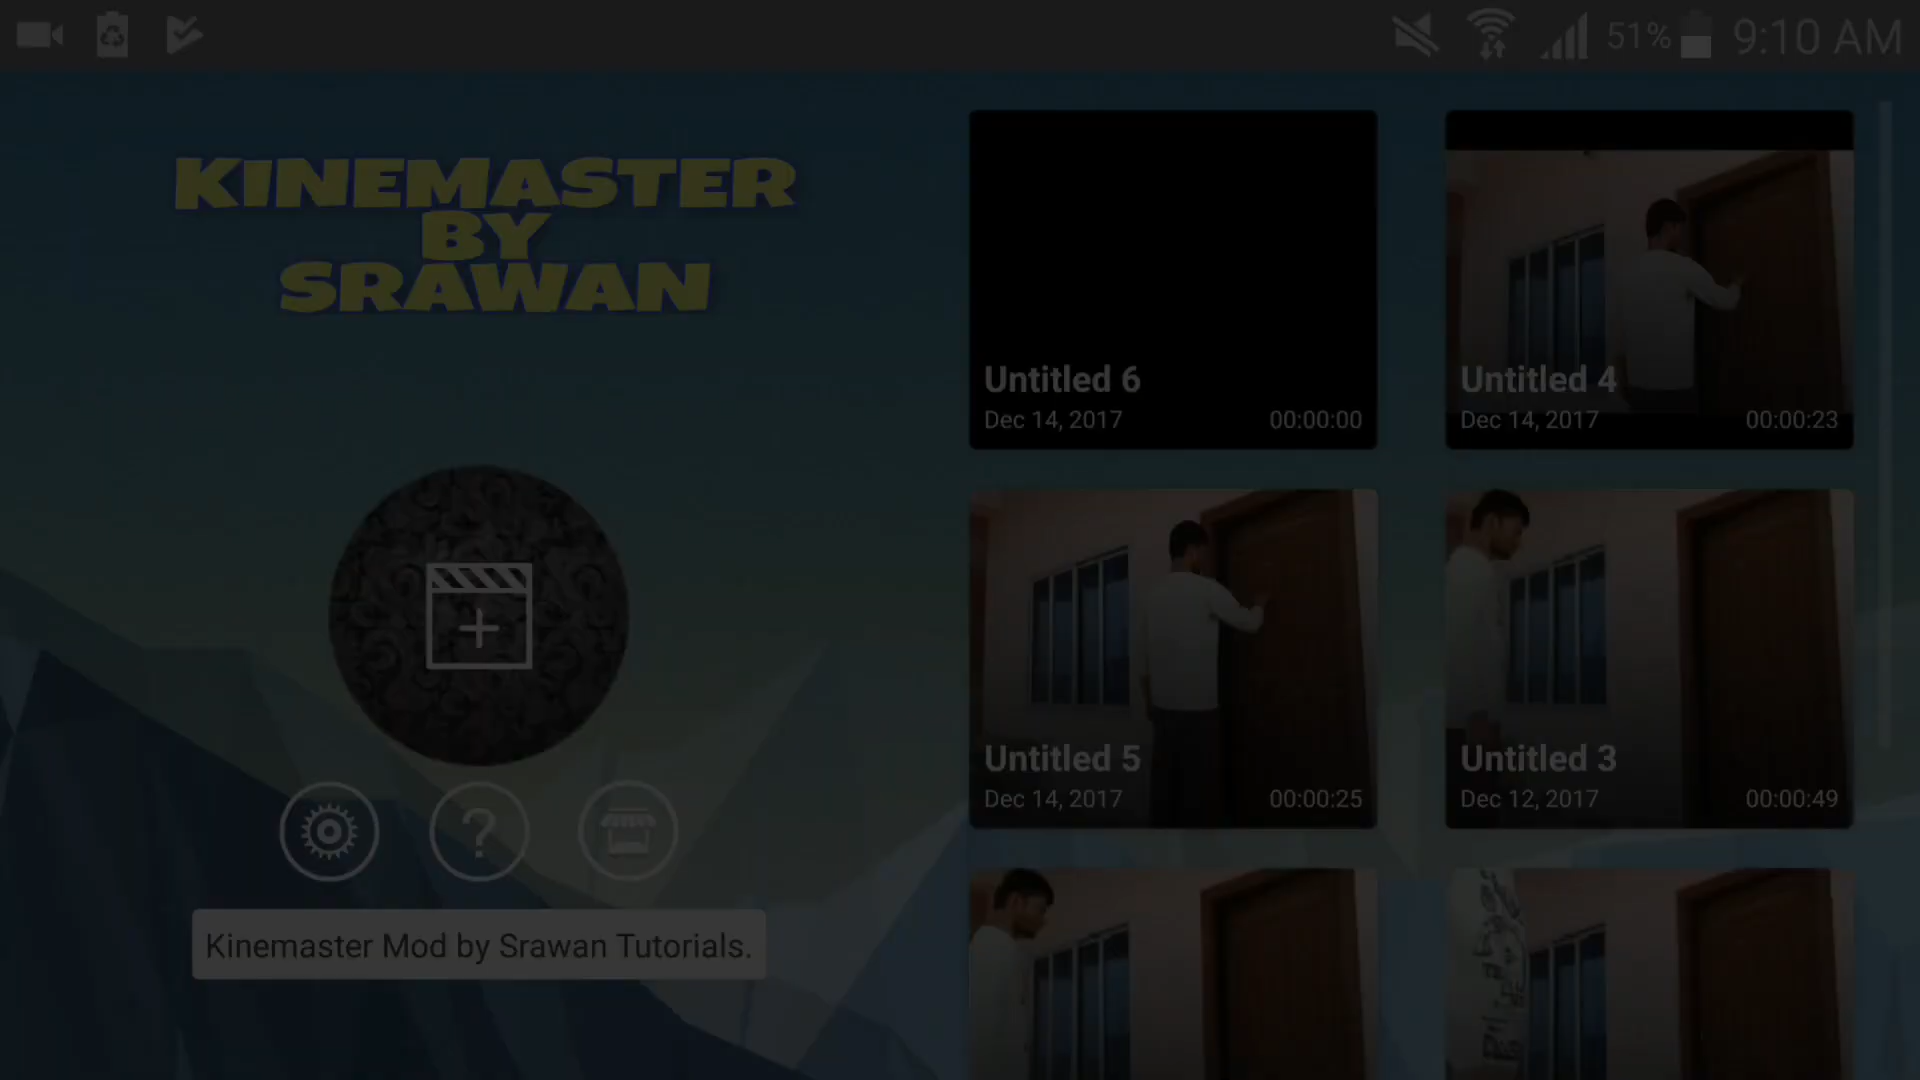 51% 9:10 AM
KINEMASTER
BY
SRAWAN
Kinemaster Mod by Srawan Tutorials.
Untitled 6
Dec 14, 2017 00:00:00
Untitled 4
Dec 14, 2017 00:00:23
Untitled 5
Dec 14, 2017 00:00:25
Untitled 3
Dec 12, 2017 00:00:49